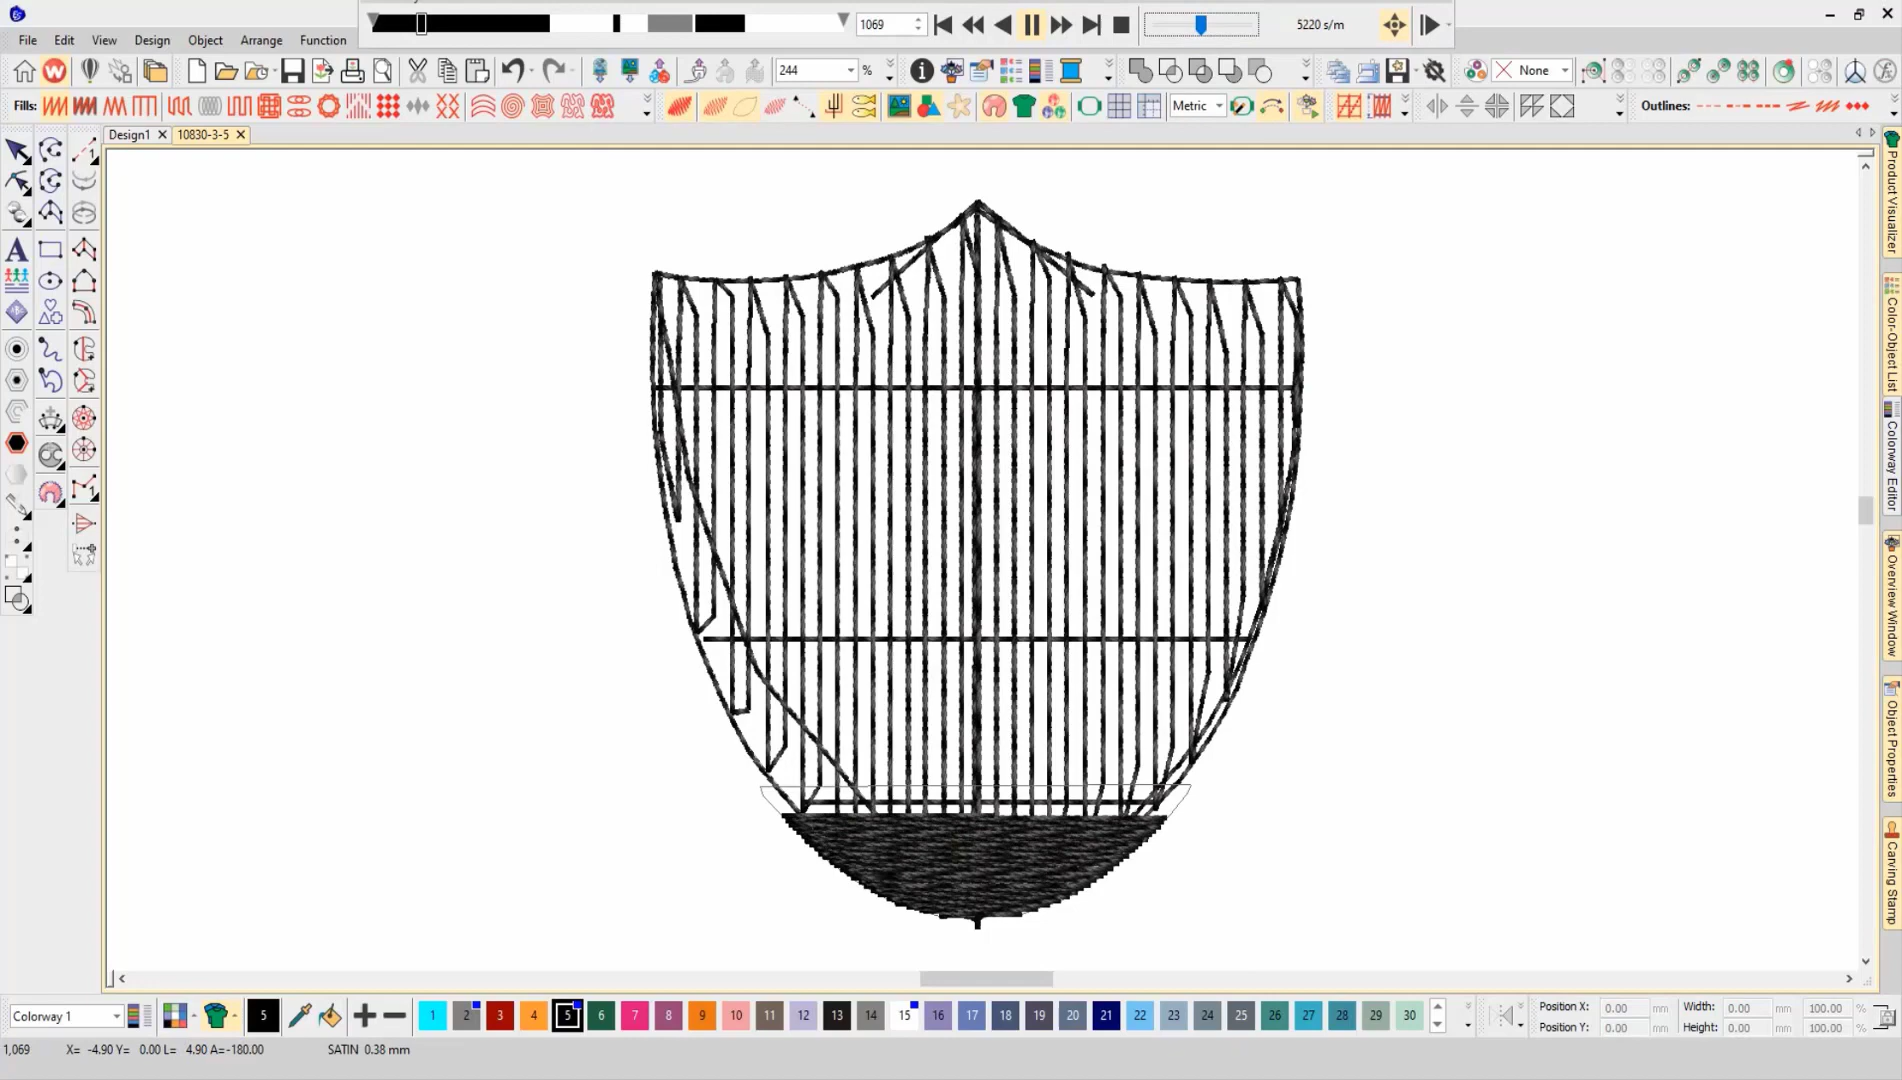 1069
5220 s/m
File Edit View Design Object Arrange Function
244 %
None
Fills:
Metric
Outlines:
Design1 10830-3-5
Product Visualizer
Color-Object List
Colorway Editor
Overview Window
Object Properties
Carving Stamp
Colorway 1
5
1 2 3 4 5 6 7 8 9 10 11 12 13 14 15 16 17 18 19 20 21 22 23 24 25 26 27 28 29 30
Position X: 0.00 mm Width: 0.00 mm 100.00 %
Position Y: 0.00 mm Height: 0.00 mm 100.00 %
1,069 X= -4.90 Y= 0.00 L= 4.90 A=-180.00 SATIN 0.38 mm